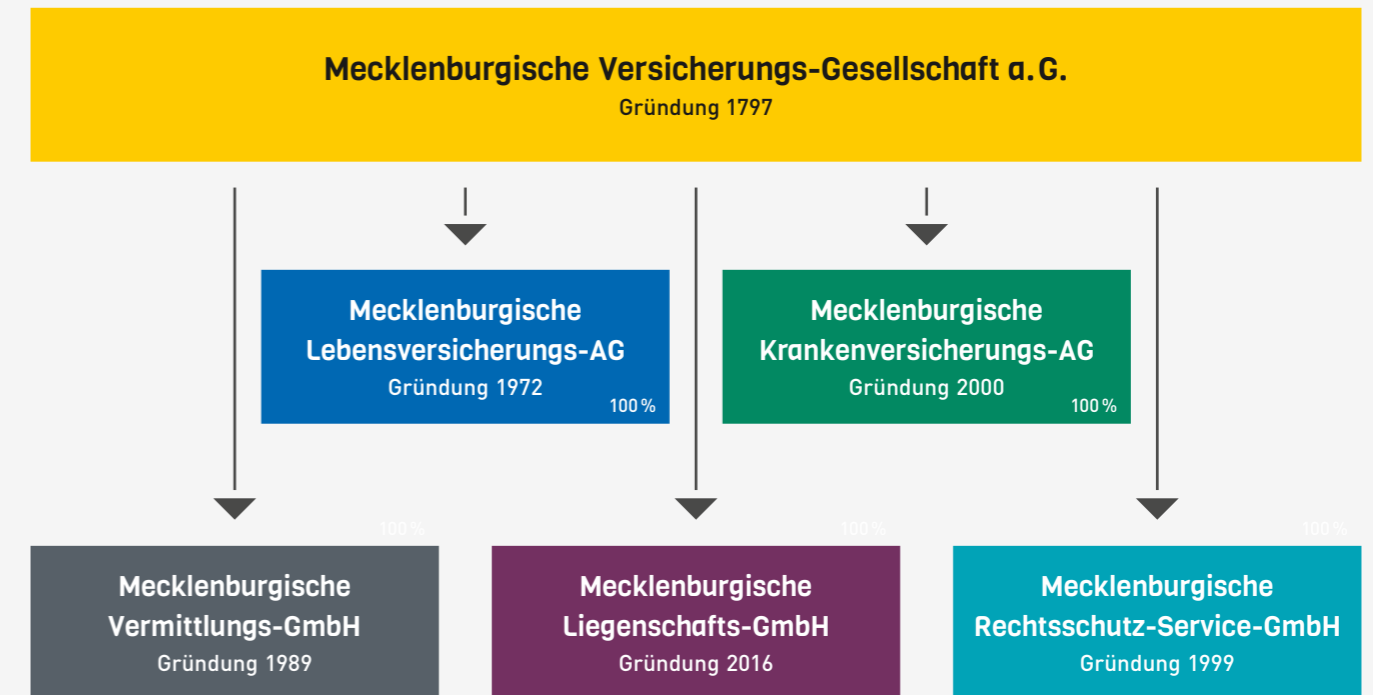 Mecklenburgische Versicherungs-Gesellschaft a.G.
Gründung 1797
Mecklenburgische
Lebensversicherungs-AG
Gründung 1972
100 %
Mecklenburgische
Krankenversicherungs-AG
Gründung 2000
100 %
100 %
100 %
100 %
Mecklenburgische
Vermittlungs-GmbH
Gründung 1989
Mecklenburgische
Liegenschafts-GmbH
Gründung 2016
Mecklenburgische
Rechtsschutz-Service-GmbH
Gründung 1999